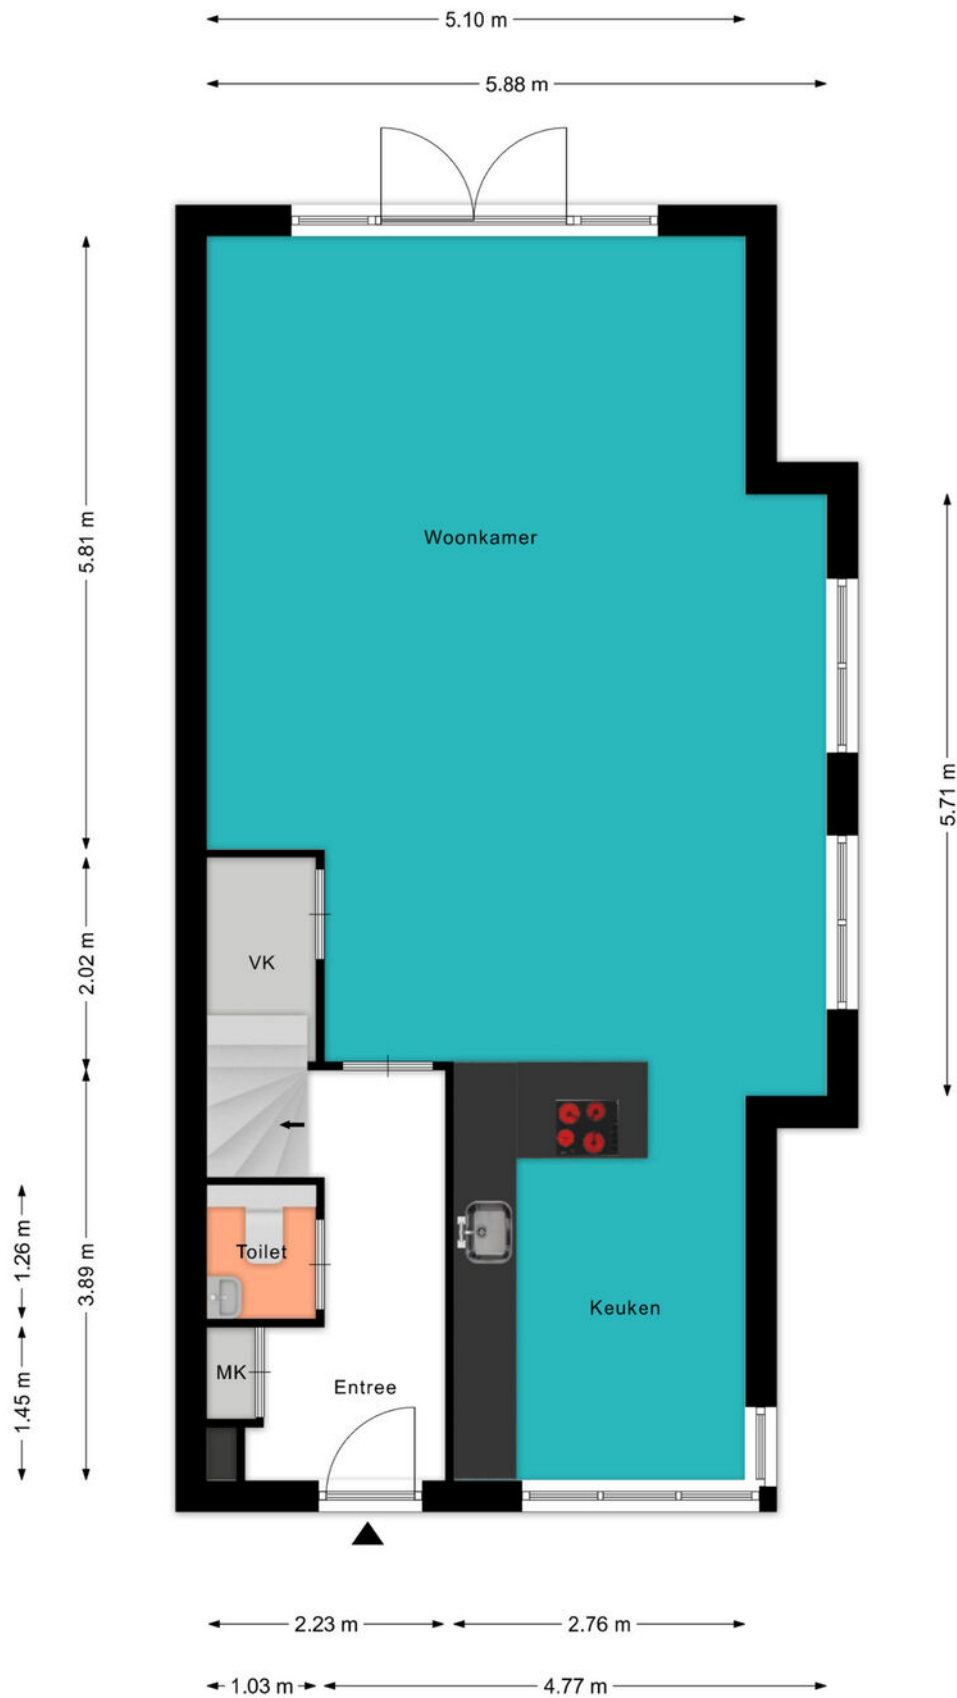 5.10 m
5.88 m
5.81 m
Woonkamer
5.71 m
2.02 m
VK
1.26 m
3.89 m
Toilet
Keuken
1.45 m
MK
Entree
2.23 m
2.76 m
1.03 m
4.77 m